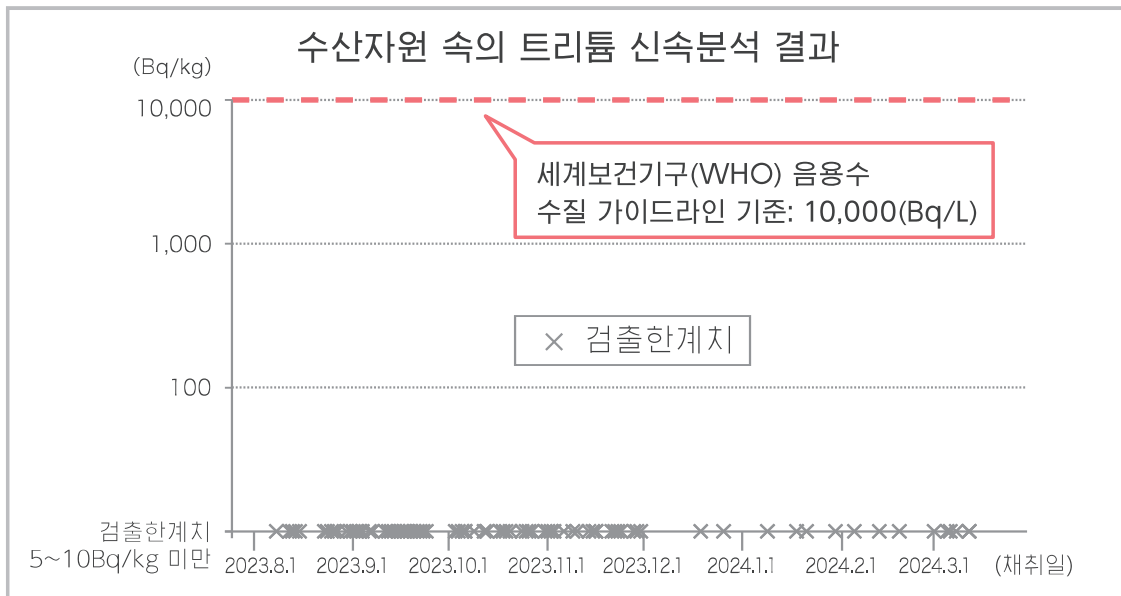 수산자원 속의 트리튬 신속분석 결과
(Bq/kg)
10,000
세계보건기구(WHO) 음용수
수질 가이드라인 기준: 10,000(Bq/L)
1,000
× 검출한계치
100
검출한계치
5~10Bq/kg 미만
2023.8.1 2023.9.1 2023.10.1 2023.11.1 2023.12.1 2024.1.1 2024.2.1 2024.3.1 (채취일)